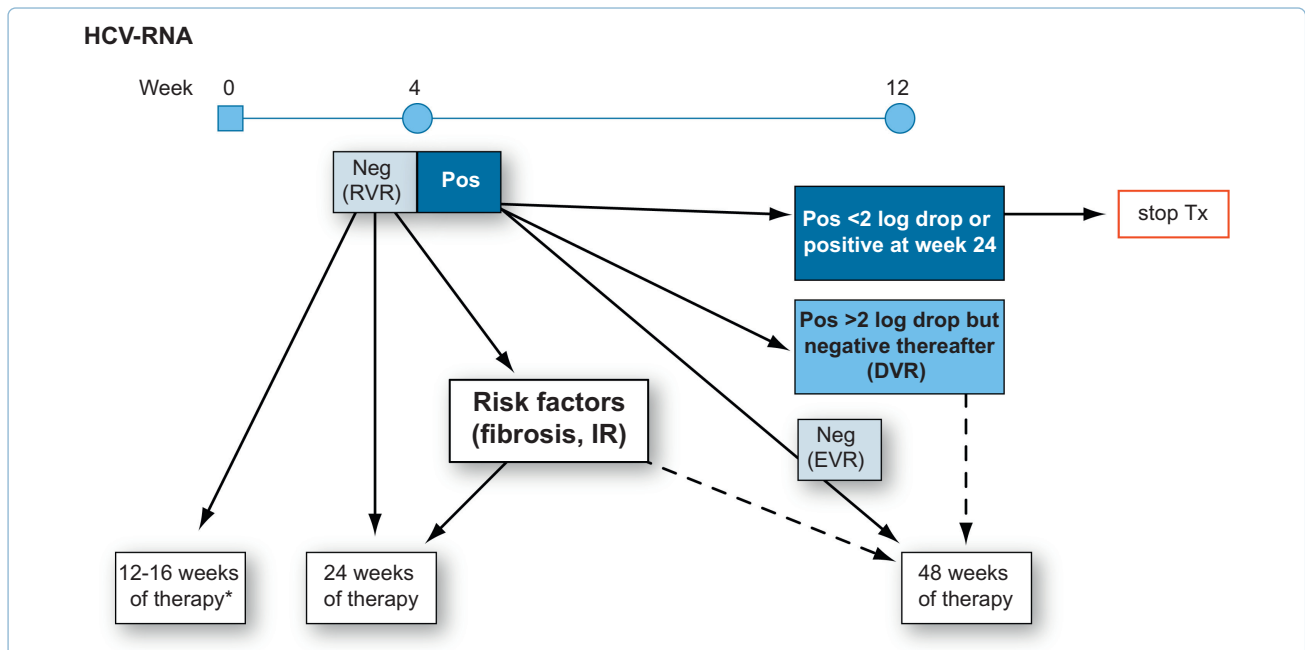 HCV-RNA
Week 0 4 12
Neg
(RVR)
Pos
Pos <2 log drop or
positive at week 24
stop Tx
Pos >2 log drop but
negative thereafter
(DVR)
Risk factors
(fibrosis, IR)
Neg
(EVR)
12-16 weeks
of therapy*
24 weeks
of therapy
48 weeks
of therapy